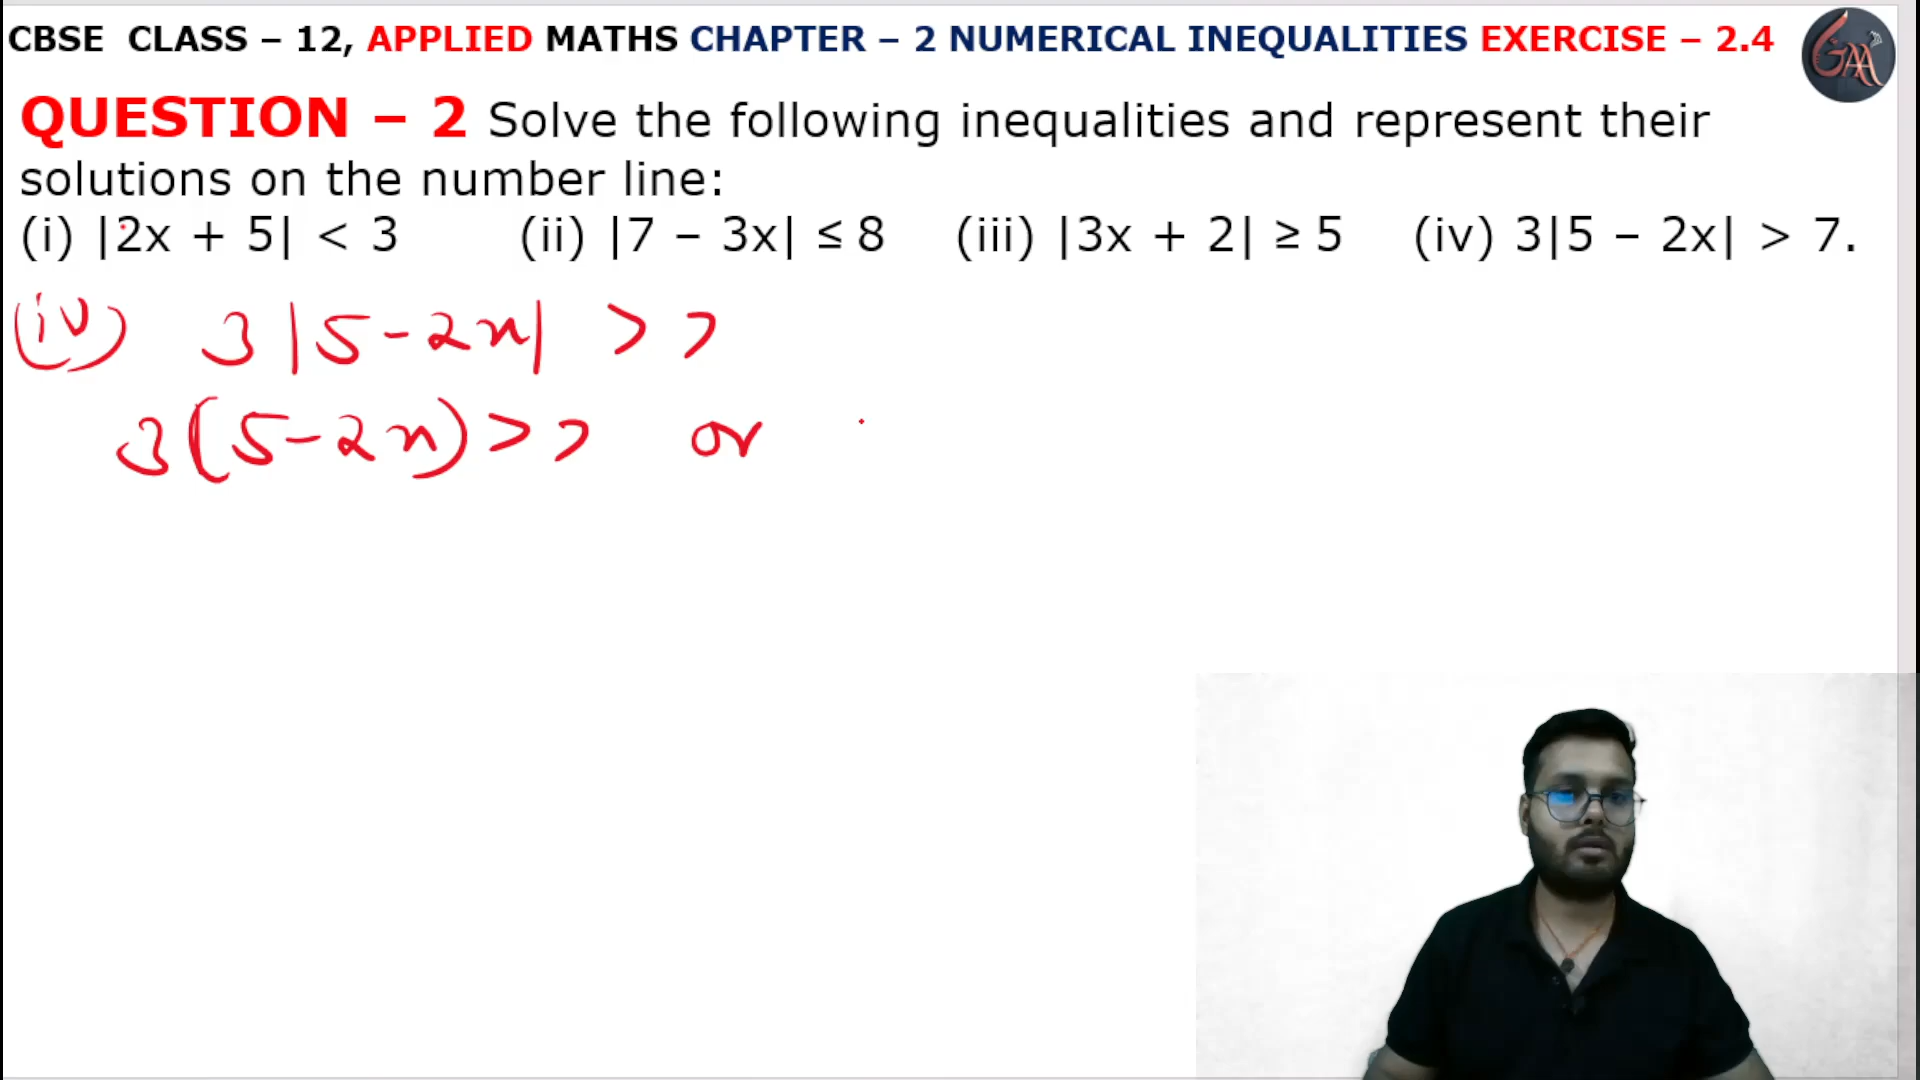 CBSE CLASS – 12, APPLIED MATHS CHAPTER – 2 NUMERICAL INEQUALITIES EXERCISE – 2.4
QUESTION – 2 Solve the following inequalities and represent their
solutions on the number line:
(i) |2x + 5| < 3 (ii) |7 – 3x| ≤ 8 (iii) |3x + 2| ≥ 5 (iv) 3|5 – 2x| > 7.
(iv) 3 |5 - 2x| > 7
3(5 - 2x) > 7 or